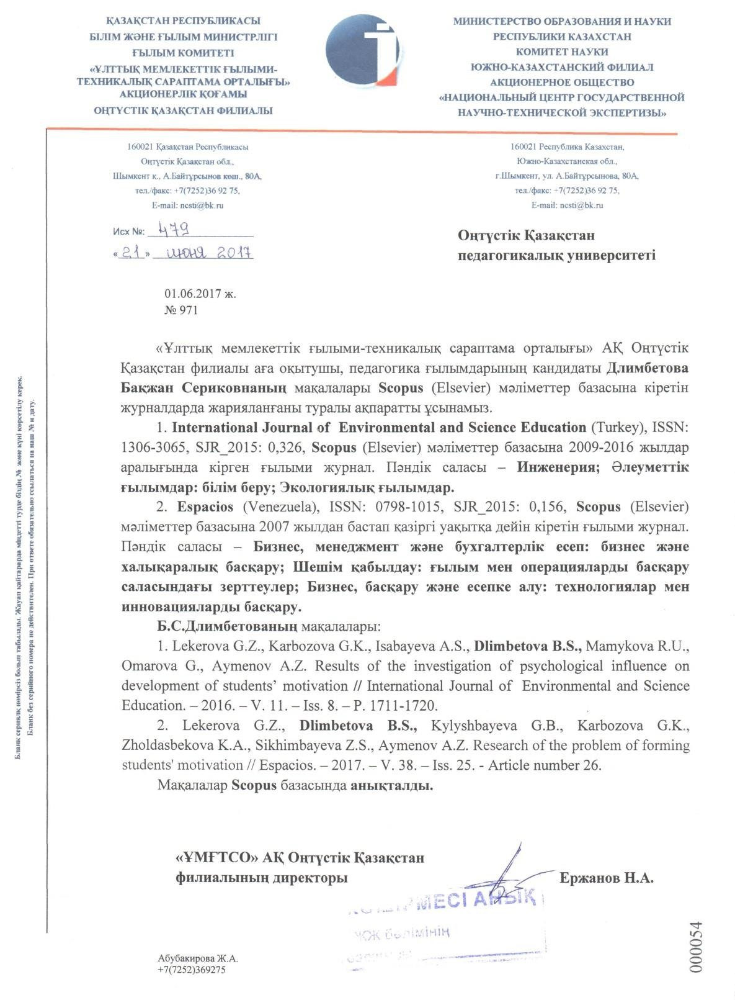 ҚАЗАҚСТАН РЕСПУБЛИКАСЫ
БІЛІМ ЖӘНЕ ҒЫЛЫМ МИНИСТРЛІГІ
ҒЫЛЫМ КОМИТЕТІ
«ҰЛТТЫҚ МЕМЛЕКЕТТІК ҒЫЛЫМИ-
ТЕХНИКАЛЫҚ САРАПТАМА ОРТАЛЫҒЫ»
АКЦИОНЕРЛІК ҚОҒАМЫ
ОҢТҮСТІК ҚАЗАҚСТАН ФИЛИАЛЫ
МИНИСТЕРСТВО ОБРАЗОВАНИЯ И НАУКИ
РЕСПУБЛИКИ КАЗАХСТАН
КОМИТЕТ НАУКИ
ЮЖНО-КАЗАХСТАНСКИЙ ФИЛИАЛ
АКЦИОНЕРНОЕ ОБЩЕСТВО
«НАЦИОНАЛЬНЫЙ ЦЕНТР ГОСУДАРСТВЕННОЙ
НАУЧНО-ТЕХНИЧЕСКОЙ ЭКСПЕРТИЗЫ»
160021 Қазақстан Республикасы
Оңтүстік Қазақстан обл.,
Шымкент қ., А.Байтұрсынов көш., 80А,
тел./факс: +7(7252)36 92 75,
E-mail: ncsti@bk.ru
160021 Республика Казахстан,
Южно-Казахстанская обл.,
г.Шымкент, ул. А.Байтұрсынова, 80А,
тел./факс: +7(7252)36 92 75,
E-mail: ncsti@bk.ru
Исх №: 479
«21» июня 2017
Оңтүстік Қазақстан
педагогикалық университеті
01.06.2017 ж.
№ 971
«Ұлттық мемлекеттік ғылыми-техникалық сараптама орталығы» АҚ Оңтүстік
Қазақстан филиалы аға оқытушы, педагогика ғылымдарының кандидаты Длимбетова
Бақжан Сериковнаның мақалалары Scopus (Elsevier) мәліметтер базасына кіретін
журналдарда жарияланғаны туралы ақпаратты ұсынамыз.
1. International Journal of Environmental and Science Education (Turkey), ISSN:
1306-3065, SJR_2015: 0,326, Scopus (Elsevier) мәліметтер базасына 2009-2016 жылдар
аралығында кірген ғылыми журнал. Пәндік саласы – Инженерия; Әлеуметтік
ғылымдар: білім беру; Экологиялық ғылымдар.
2. Espacios (Venezuela), ISSN: 0798-1015, SJR_2015: 0,156, Scopus (Elsevier)
мәліметтер базасына 2007 жылдан бастап қазіргі уақытқа дейін кіретін ғылыми журнал.
Пәндік саласы – Бизнес, менеджмент және бухгалтерлік есеп: бизнес және
халықаралық басқару; Шешім қабылдау: ғылым мен операцияларды басқару
саласындағы зерттеулер; Бизнес, басқару және есепке алу: технологиялар мен
инновацияларды басқару.
Б.С.Длимбетованың мақалалары:
1. Lekerova G.Z., Karbozova G.K., Isabayeva A.S., Dlimbetova B.S., Mamykova R.U.,
Omarova G., Aymenov A.Z. Results of the investigation of psychological influence on
development of students’ motivation // International Journal of Environmental and Science
Education. – 2016. – V. 11. – Iss. 8. – P. 1711-1720.
2. Lekerova G.Z., Dlimbetova B.S., Kylyshbayeva G.B., Karbozova G.K.,
Zholdasbekova K.A., Sikhimbayeva Z.S., Aymenov A.Z. Research of the problem of forming
students' motivation // Espacios. – 2017. – V. 38. – Iss. 25. - Article number 26.
Мақалалар Scopus базасында анықталды.
«ҰМҒТСО» АҚ Оңтүстік Қазақстан
филиалының директоры
Ержанов Н.А.
АНЫҚ
бөлімінің
Абубакирова Ж.А.
+7(7252)369275
000054
Бланк сериялқ нөмірсіз болып табылады. Жауап қайтарарда міндетті түрде біздің № және күні көрсетілу керек.
Бланк без серийного номера не действителен. При ответе обязательно ссылаться на наш № и дату.